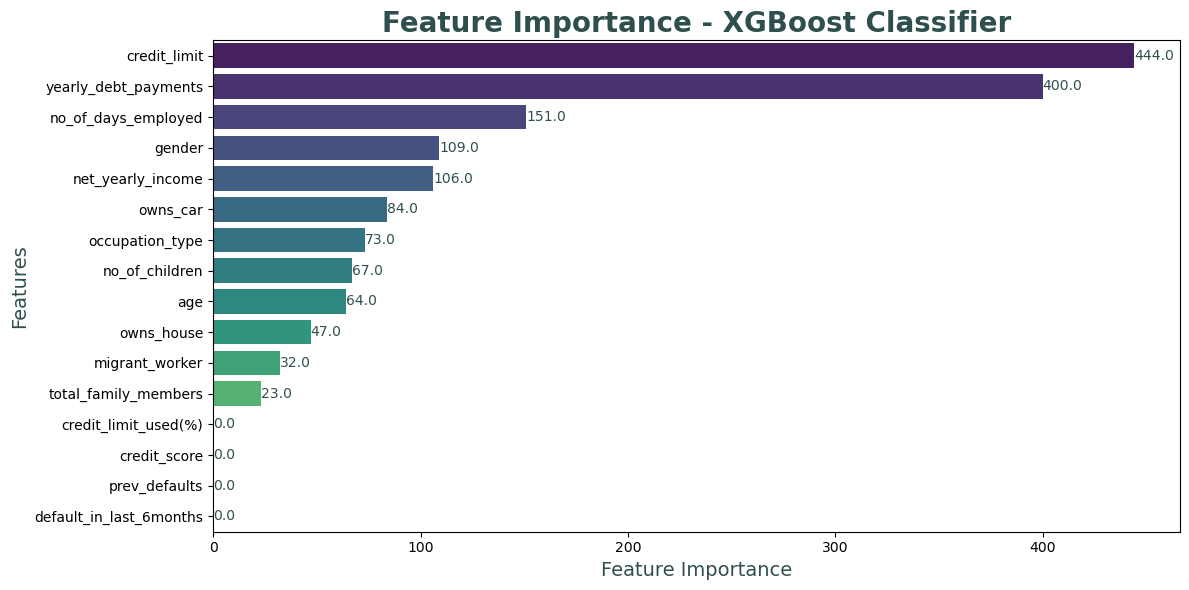 Feature Importance - XGBoost Classifier
Features
credit_limit 444.0
yearly_debt_payments 400.0
no_of_days_employed 151.0
gender 109.0
net_yearly_income 106.0
owns_car 84.0
occupation_type 73.0
no_of_children 67.0
age 64.0
owns_house 47.0
migrant_worker 32.0
total_family_members 23.0
credit_limit_used(%) 0.0
credit_score 0.0
prev_defaults 0.0
default_in_last_6months 0.0
0 100 200 300 400
Feature Importance